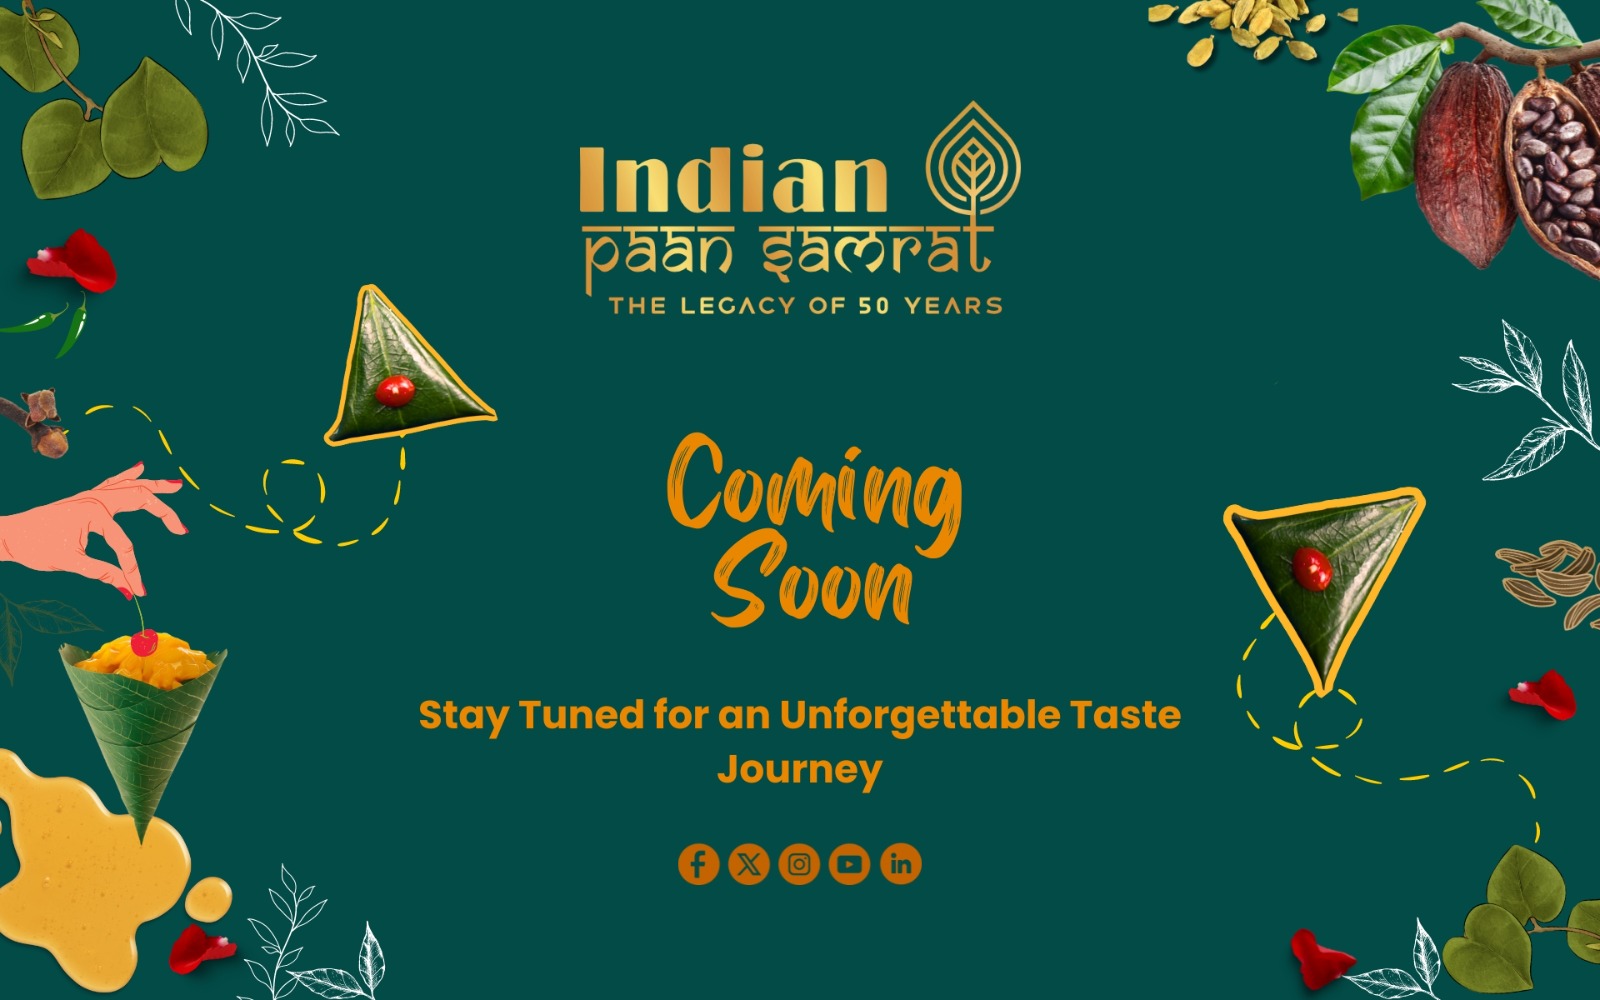 Indian
paan samrat
THE LEGACY OF 50 YEARS
Coming
Soon
Stay Tuned for an Unforgettable Taste
Journey